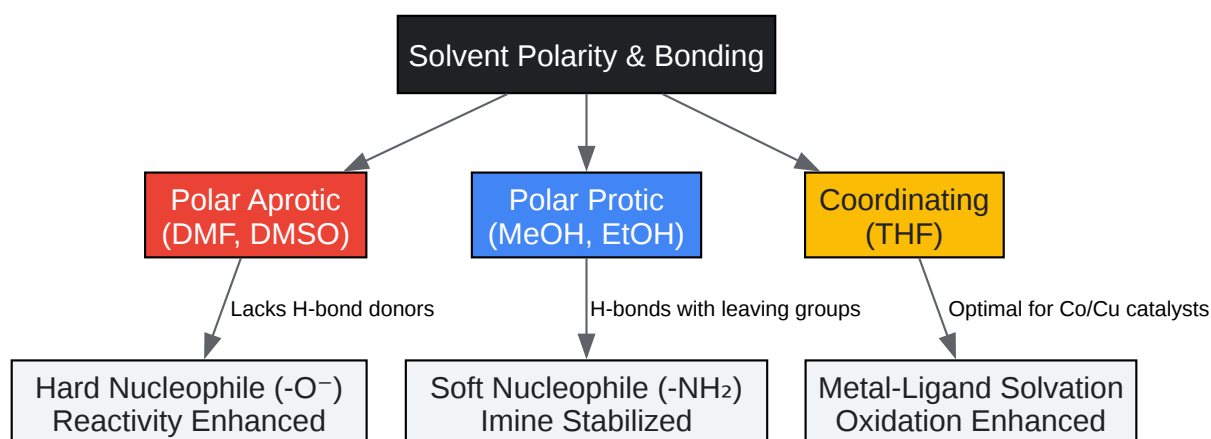 Solvent Polarity & Bonding
Polar Aprotic
(DMF, DMSO)
Polar Protic
(MeOH, EtOH)
Coordinating
(THF)
Lacks H-bond donors
H-bonds with leaving groups
Optimal for Co/Cu catalysts
Hard Nucleophile (-O⁻)
Reactivity Enhanced
Soft Nucleophile (-NH₂)
Imine Stabilized
Metal-Ligand Solvation
Oxidation Enhanced